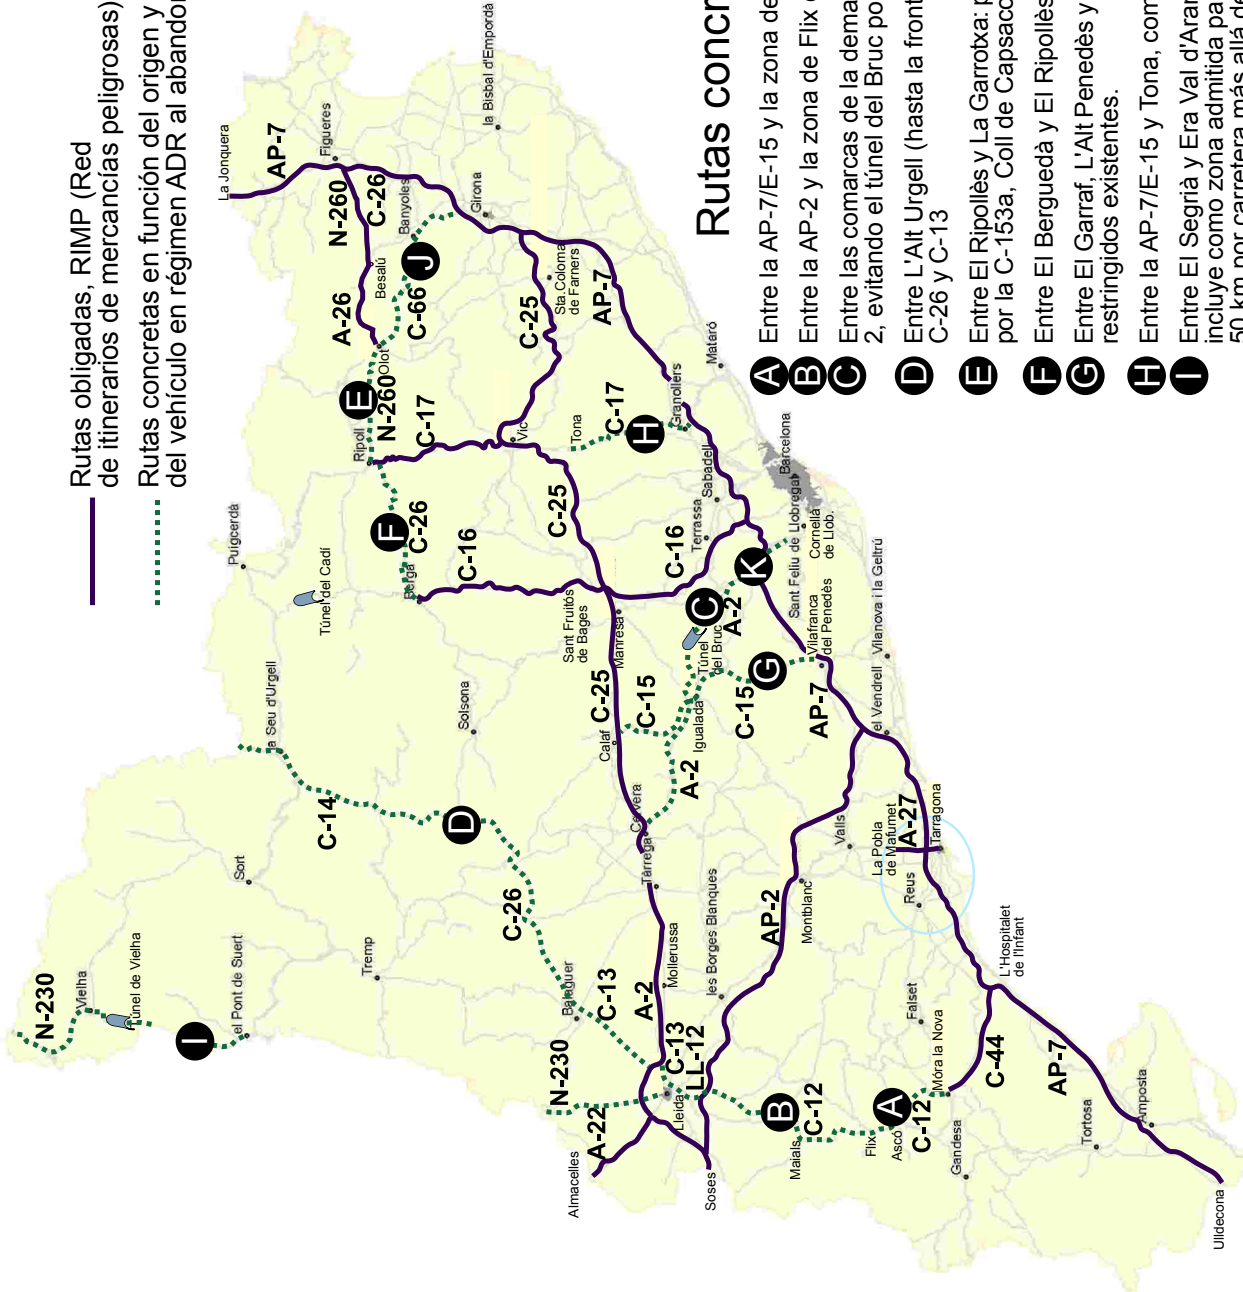 Rutas obligadas, RIMP (Red
de itinerarios de mercancías peligrosas)
Rutas concretas en función del origen y
del vehículo en régimen ADR al
Rutas
A Entre la AP-7/E-15 y la zona de
B Entre la AP-2 y la zona de Flix
C Entre las comarcas de la
2, evitando el túnel del Bruc
D Entre L'Alt Urgell (hasta la
C-26 y C-13
E Entre El Ripollès y La Garrotxa:
por la C-153a, Coll de
F Entre El Berguedà y El Ripollès
G Entre El Garraf, L'Alt Penedès y
restringidos existentes.
H Entre la AP-7/E-15 y Tona,
I Entre El Segrià y Era Val d'Aran
incluye como zona admitida
50 km por carretera más allá
N-230
Vielha
Túnel de Vielha
I
el Pont de Suert
Sort
Tremp
la Seu d'Urgell
C-14
D
C-26
Solsona
Puigcerdà
Túnel del Cadí
La Jonquera
AP-7
Figueres
N-260
C-26
A-26
Besalú
Banyoles
J
C-66
Olot
E
N-260
Ripoll
C-17
F
C-26
Berga
C-16
la Bisbal d'Empordà
Girona
C-25
Sta.Coloma
de Farners
AP-7
Vic
Tona
C-17
H
Granollers
Mataró
C-25
Sant Fruitós
de Bages
Manresa
C-16
Terrassa
Sabadell
Barcelona
Sant Feliu de Llobregat
Cornellà
de Llob.
K
C
A-2
Túnel
del Bruc
Igualada
C-15
G
C-15
Vilafranca
del Penedès
Vilanova i la Geltrú
AP-7
el Vendrell
Calaf
C-25
A-2
Cervera
Tàrrega
Mollerussa
A-2
Balaguer
C-13
N-230
C-13
LL-12
Lleida
A-22
Almacelles
Soses
les Borges Blanques
AP-2
Montblanc
Valls
La Pobla
de Mafumet
A-27
Tarragona
Reus
L'Hospitalet
de l'Infant
B
C-12
Maials
Flix
Ascó
A
C-12
Móra la Nova
Falset
C-44
Gandesa
AP-7
Tortosa
Amposta
Ulldecona